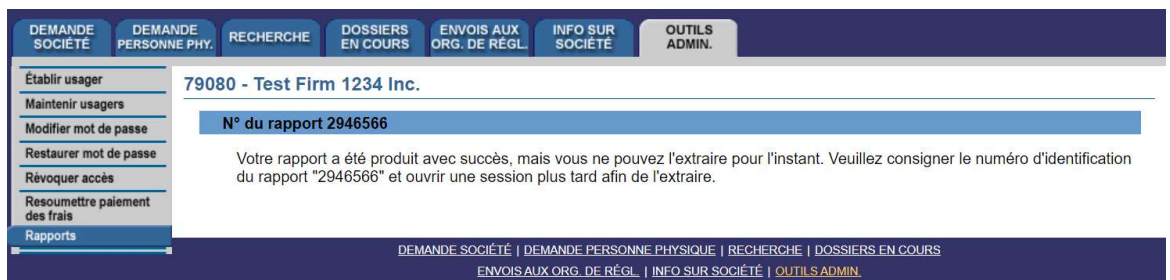 DEMANDE
SOCIÉTÉ
DEMANDE
PERSONNE PHY.
RECHERCHE
DOSSIERS
EN COURS
ENVOIS AUX
ORG. DE RÉGL.
INFO SUR
SOCIÉTÉ
OUTILS
ADMIN.
Établir usager
Maintenir usagers
Modifier mot de passe
Restaurer mot de passe
Révoquer accès
Resoumettre paiement
des frais
Rapports
79080 - Test Firm 1234 Inc.
N° du rapport 2946566
Votre rapport a été produit avec succès, mais vous ne pouvez l'extraire pour l'instant. Veuillez consigner le numéro d'identification
du rapport "2946566" et ouvrir une session plus tard afin de l'extraire.
DEMANDE SOCIÉTÉ | DEMANDE PERSONNE PHYSIQUE | RECHERCHE | DOSSIERS EN COURS
ENVOIS AUX ORG. DE RÉGL. | INFO SUR SOCIÉTÉ | OUTILS ADMIN.